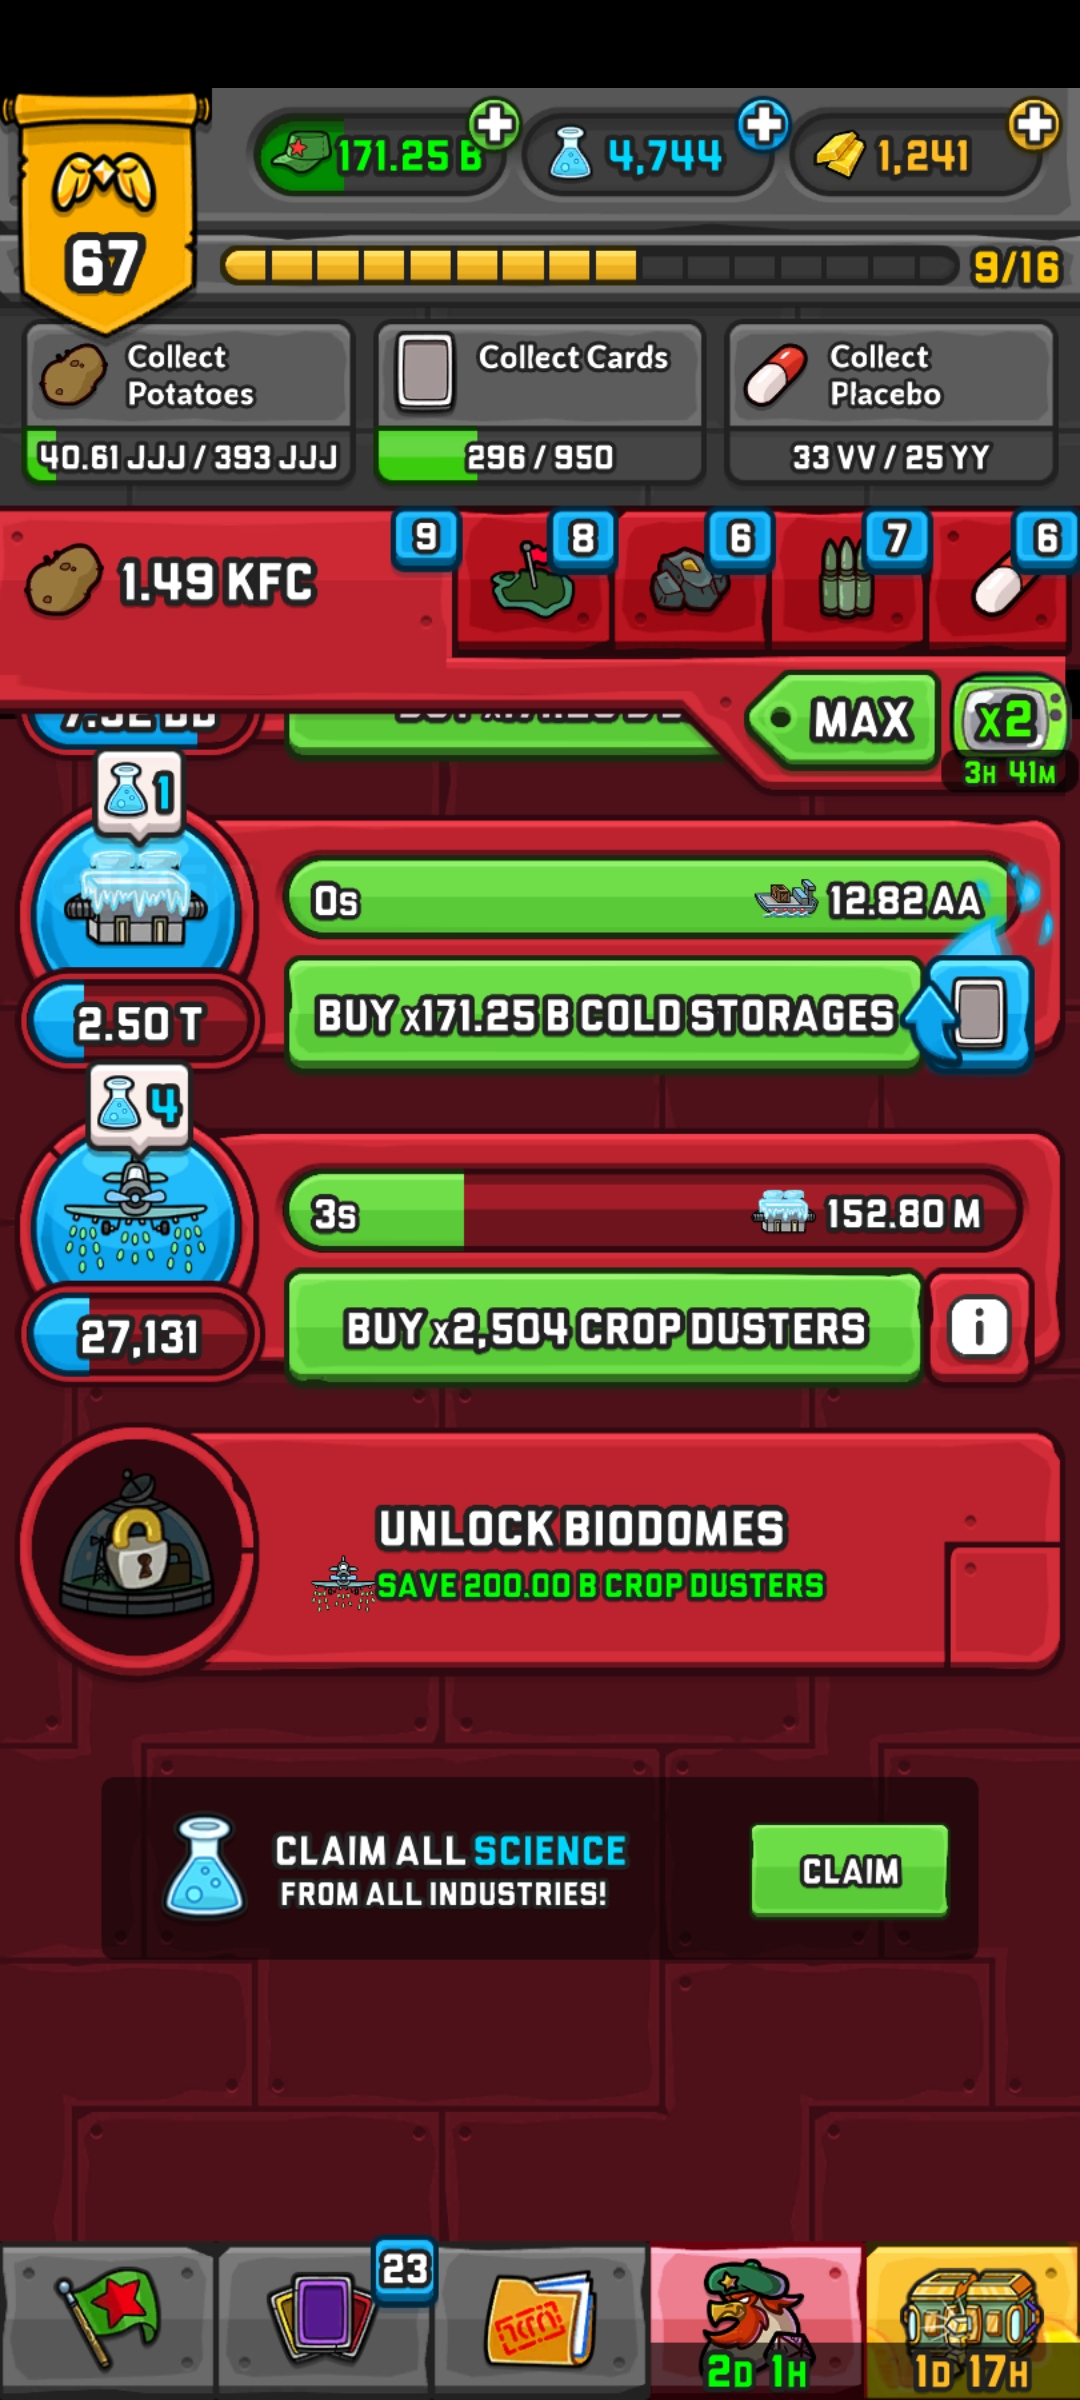 171.25 B
4,744
1,241
67
9/16
Collect
Potatoes
40.61 JJJ / 393 JJJ
Collect Cards
296 / 950
Collect
Placebo
33 VV / 25 YY
1.49 KFC
9
8
6
7
6
MAX
x2
3H 41M
1
0s
12.82 AA
2.50 T
BUY x171.25 B COLD STORAGES
4
3s
152.80 M
27,131
BUY x2,504 CROP DUSTERS
i
UNLOCK BIODOMES
SAVE 200.00 B CROP DUSTERS
CLAIM ALL SCIENCE
FROM ALL INDUSTRIES!
CLAIM
23
2D 1H
1D 17H